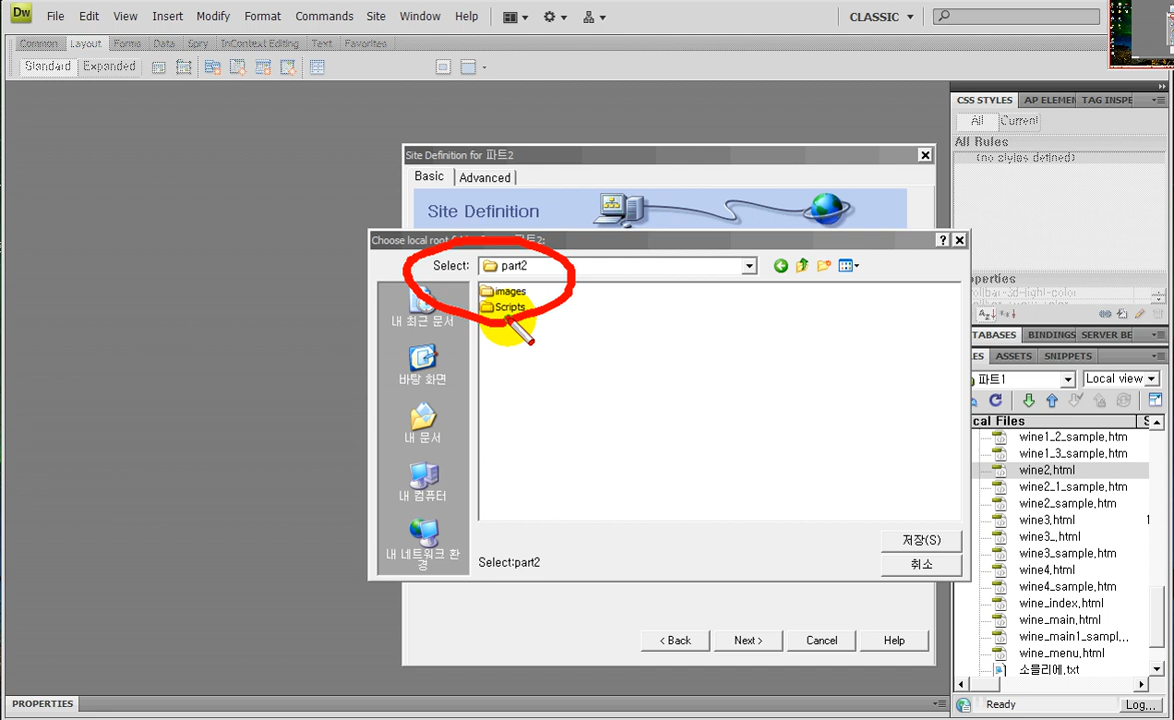 Dw File Edit View Insert Modify Format Commands Site Window Help CLASSIC
Common Layout Forms Data Spry InContext Editing Text Favorites
Standard Expanded
CSS STYLES AP ELEMEN TAG INSPE
All Current
All Rules
(no styles defined)
Site Definition for 파트2
Basic Advanced
Site Definition
Choose local root
파트2:
Select: part2
images
Scripts
내 최근 문서
바탕 화면
내 문서
내 컴퓨터
내 네트워크 환
경
저장(S)
Select:part2
취소
< Back Next > Cancel Help
operties
TABASES BINDINGS SERVER BE
ES ASSETS SNIPPETS
파트1 Local view
cal Files S
wine1_2_sample,htm
wine1_3_sample,htm
wine2,html
wine2_1_sample,htm
wine2_sample,htm
wine3,html 1
wine3_,html
wine3_sample,htm
wine4,html
wine4_sample,htm
wine_index,html
wine_main,html
wine_main1_sampl...
wine_menu,html
소믈리에,txt
Ready Log...
PROPERTIES